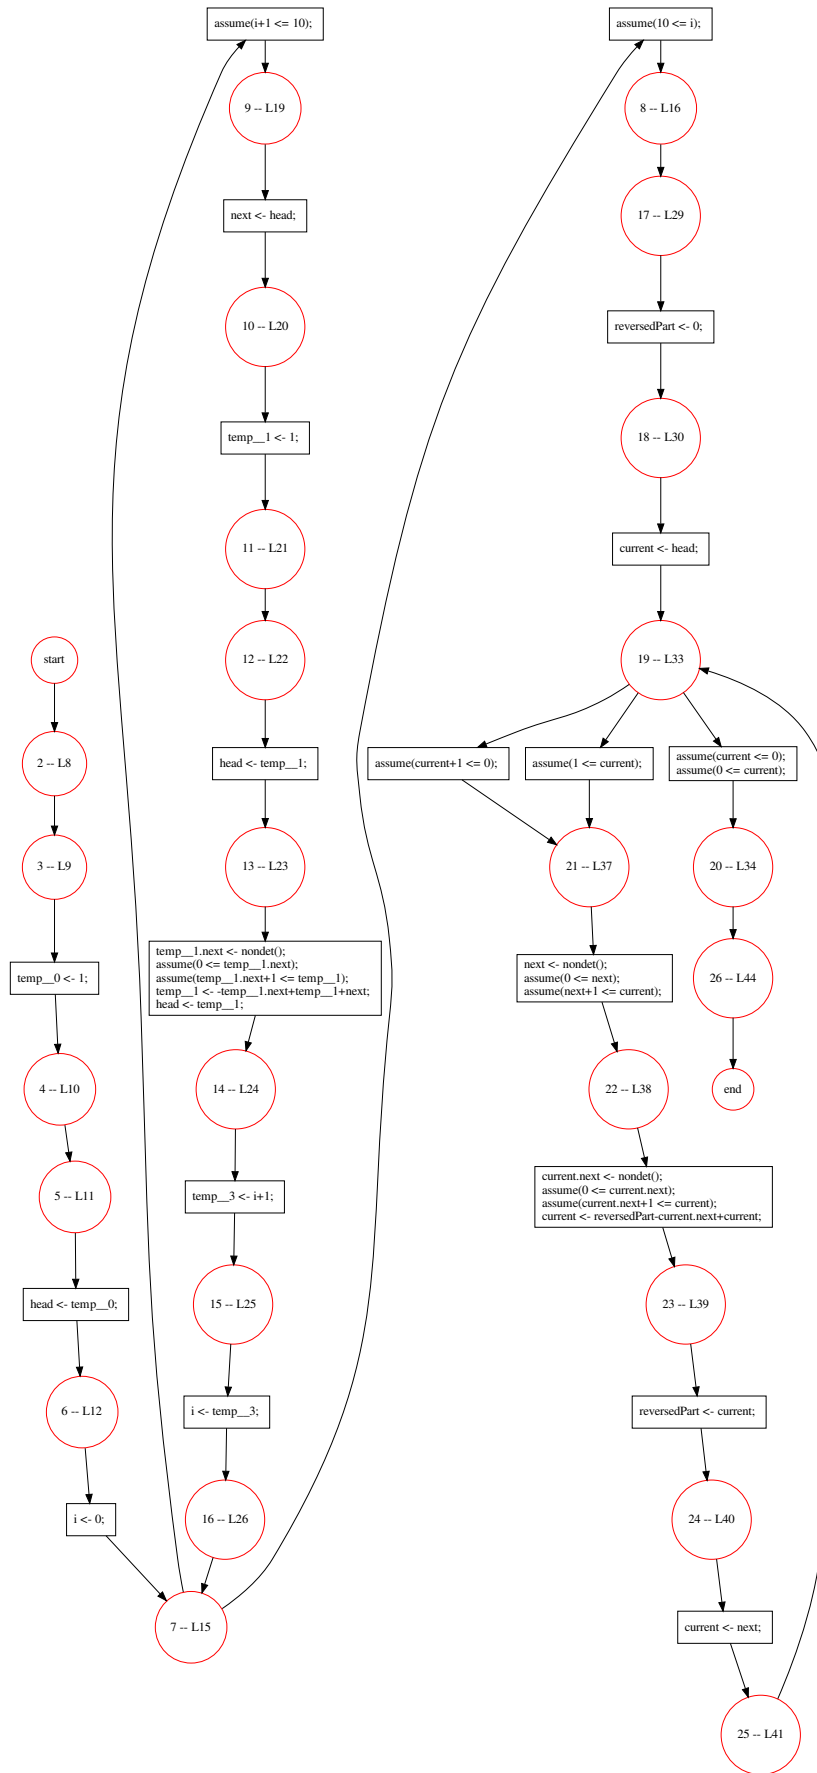 assume(i+1 <= 10);
9 -- L19
next <- head;
10 -- L20
temp__1 <- 1;
11 -- L21
12 -- L22
head <- temp__1;
13 -- L23
temp__1.next <- nondet();
assume(0 <= temp__1.next);
assume(temp__1.next+1 <= temp__1);
temp__1 <- -temp__1.next+temp__1+next;
head <- temp__1;
14 -- L24
temp__3 <- i+1;
15 -- L25
i <- temp__3;
16 -- L26
start
2 -- L8
3 -- L9
temp__0 <- 1;
4 -- L10
5 -- L11
head <- temp__0;
6 -- L12
i <- 0;
7 -- L15
assume(10 <= i);
8 -- L16
17 -- L29
reversedPart <- 0;
18 -- L30
current <- head;
19 -- L33
assume(current+1 <= 0);
assume(1 <= current);
assume(current <= 0);
assume(0 <= current);
21 -- L37
20 -- L34
next <- nondet();
assume(0 <= next);
assume(next+1 <= current);
26 -- L44
22 -- L38
end
current.next <- nondet();
assume(0 <= current.next);
assume(current.next+1 <= current);
current <- reversedPart-current.next+current;
23 -- L39
reversedPart <- current;
24 -- L40
current <- next;
25 -- L41